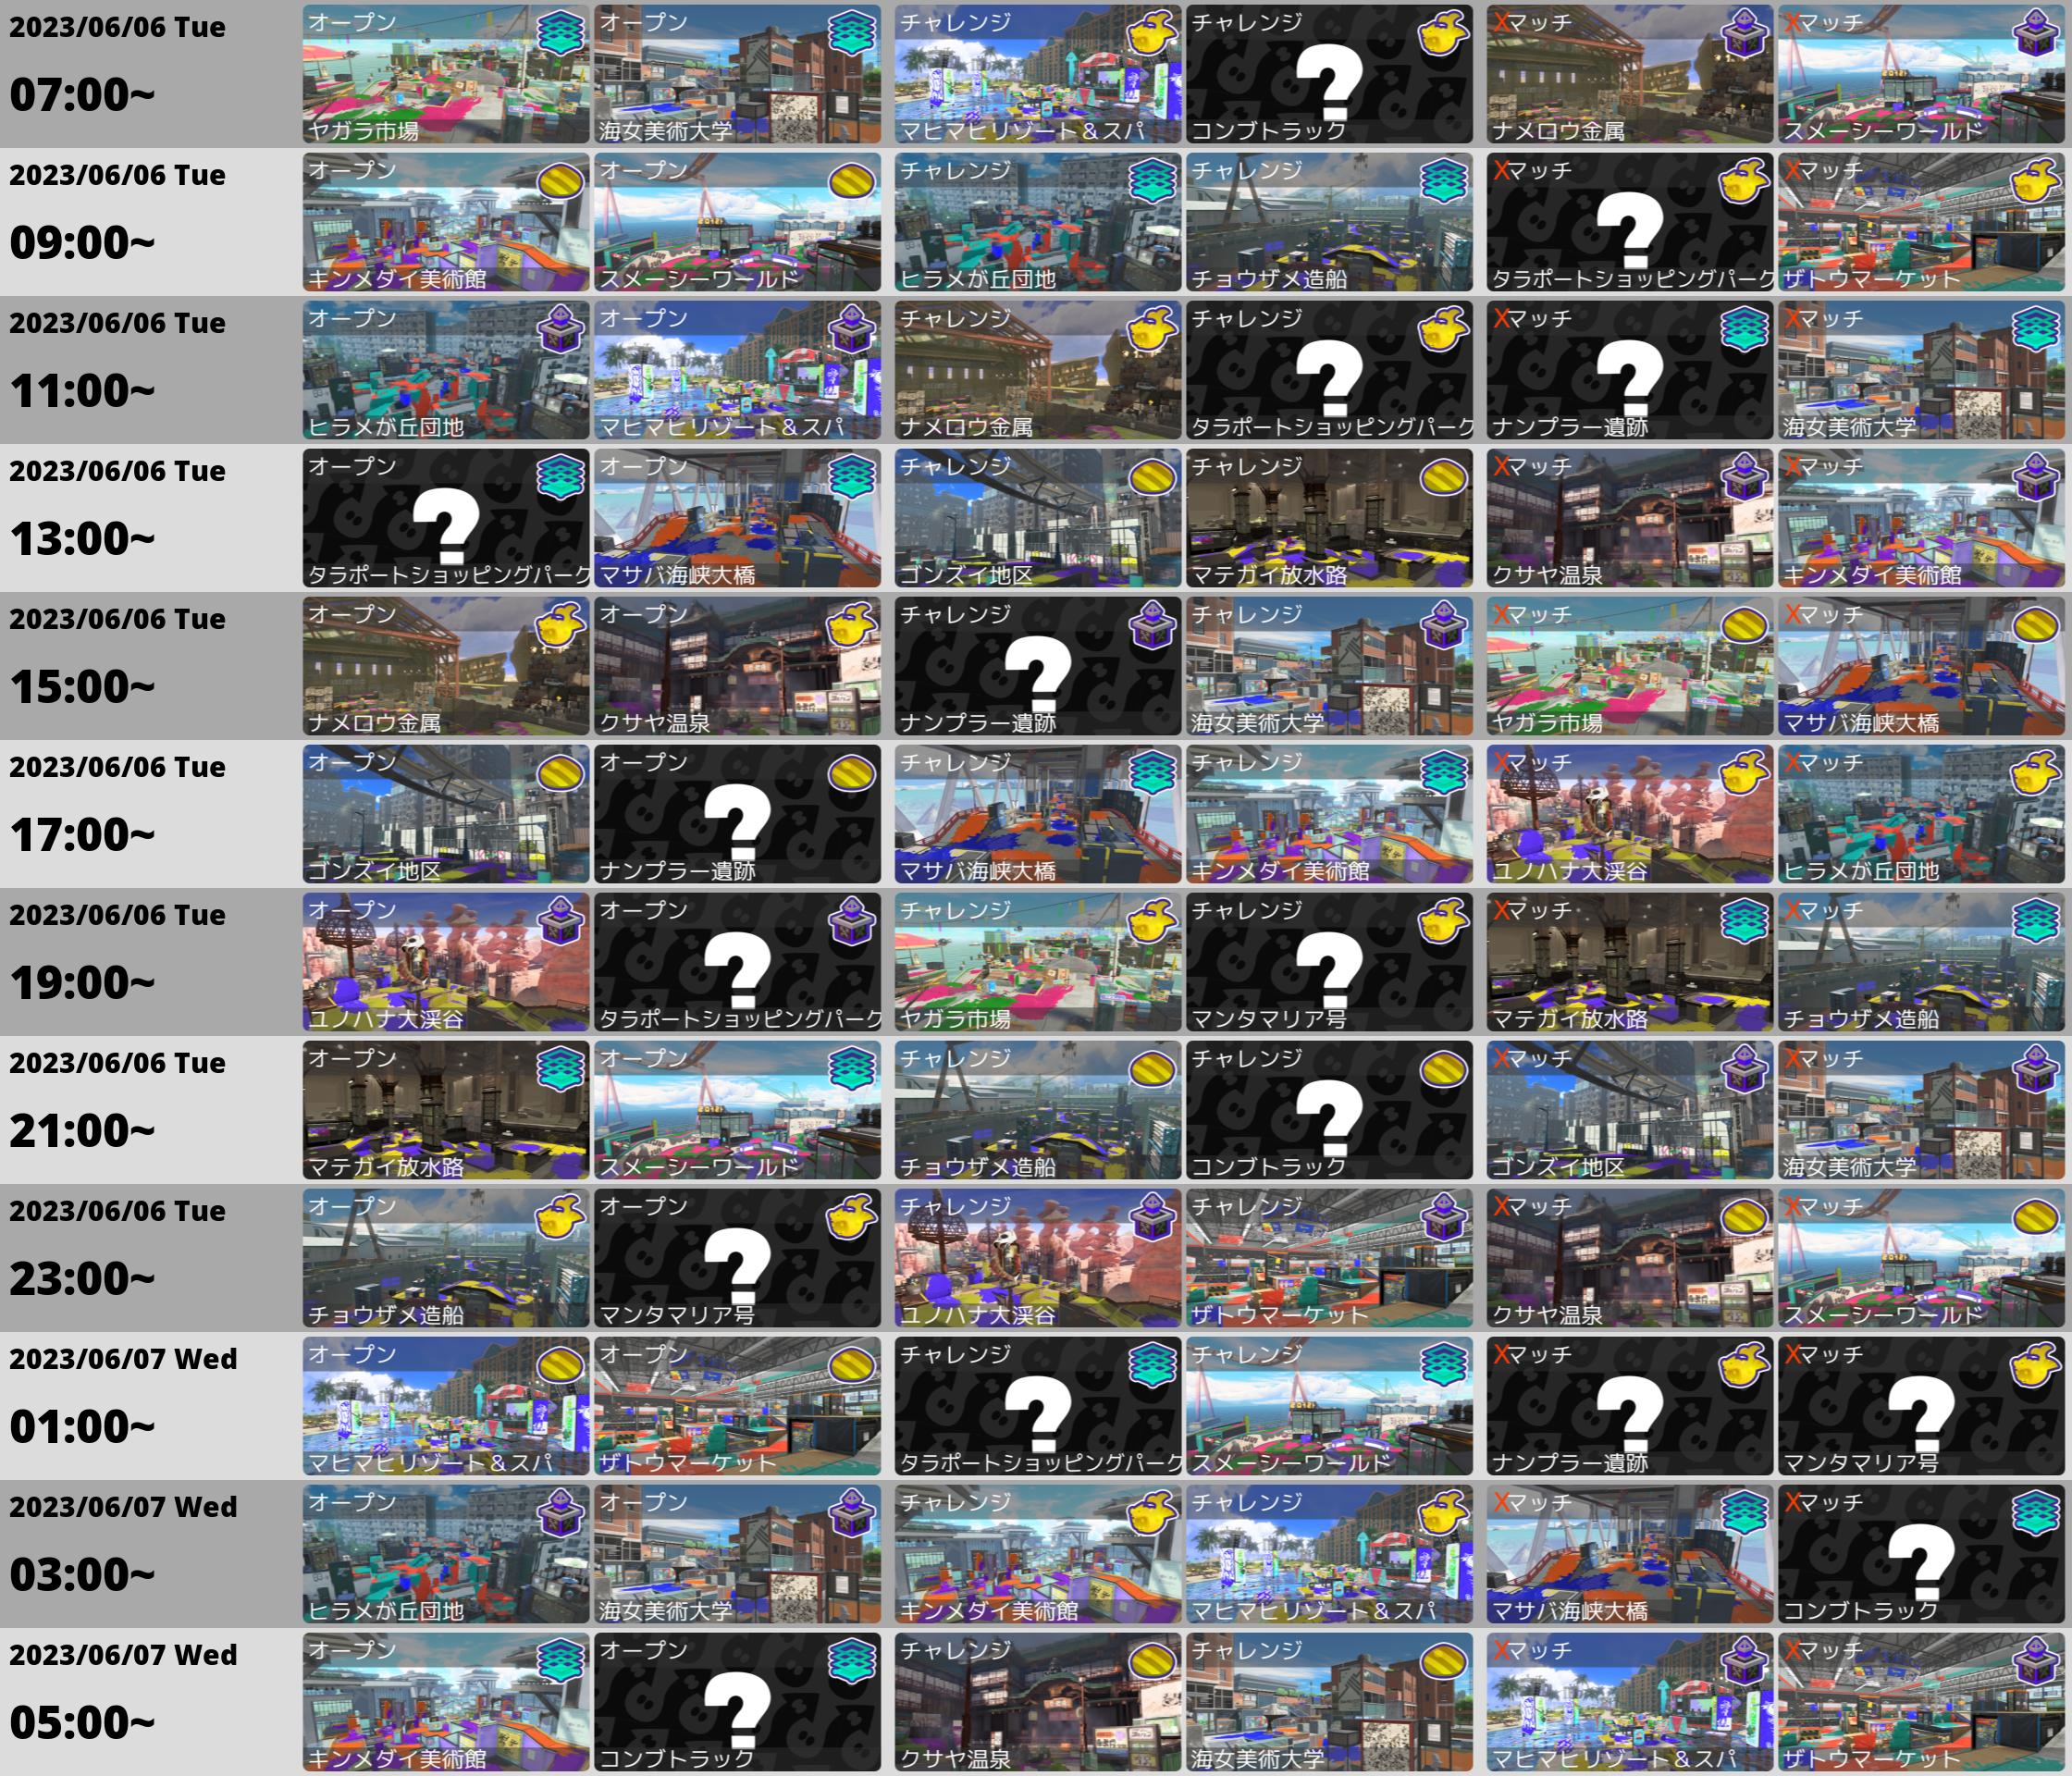 2023/06/06 Tue
07:00~
オープン
ヤガラ市場
オープン
海女美術大学
チャレンジ
マヒマヒリゾート＆スパ
チャレンジ
コンブトラック
Xマッチ
ナメロウ金属
Xマッチ
スメーシーワールド
2023/06/06 Tue
09:00~
オープン
キンメダイ美術館
オープン
スメーシーワールド
チャレンジ
ヒラメが丘団地
チャレンジ
チョウザメ造船
Xマッチ
タラポートショッピングパーク
Xマッチ
ザトウマーケット
2023/06/06 Tue
11:00~
オープン
ヒラメが丘団地
オープン
マヒマヒリゾート＆スパ
チャレンジ
ナメロウ金属
チャレンジ
タラポートショッピングパーク
Xマッチ
ナンプラー遺跡
Xマッチ
海女美術大学
2023/06/06 Tue
13:00~
オープン
タラポートショッピングパーク
オープン
マサバ海峡大橋
チャレンジ
ゴンズイ地区
チャレンジ
マテガイ放水路
Xマッチ
クサヤ温泉
Xマッチ
キンメダイ美術館
2023/06/06 Tue
15:00~
オープン
ナメロウ金属
オープン
クサヤ温泉
チャレンジ
ナンプラー遺跡
チャレンジ
海女美術大学
Xマッチ
ヤガラ市場
Xマッチ
マサバ海峡大橋
2023/06/06 Tue
17:00~
オープン
ゴンズイ地区
オープン
ナンプラー遺跡
チャレンジ
マサバ海峡大橋
チャレンジ
キンメダイ美術館
Xマッチ
ユノハナ大渓谷
Xマッチ
ヒラメが丘団地
2023/06/06 Tue
19:00~
オープン
ユノハナ大渓谷
オープン
タラポートショッピングパーク
チャレンジ
ヤガラ市場
チャレンジ
マンタマリア号
Xマッチ
マテガイ放水路
Xマッチ
チョウザメ造船
2023/06/06 Tue
21:00~
オープン
マテガイ放水路
オープン
スメーシーワールド
チャレンジ
チョウザメ造船
チャレンジ
コンブトラック
Xマッチ
ゴンズイ地区
Xマッチ
海女美術大学
2023/06/06 Tue
23:00~
オープン
チョウザメ造船
オープン
マンタマリア号
チャレンジ
ユノハナ大渓谷
チャレンジ
ザトウマーケット
Xマッチ
クサヤ温泉
Xマッチ
スメーシーワールド
2023/06/07 Wed
01:00~
オープン
マヒマヒリゾート＆スパ
オープン
ザトウマーケット
チャレンジ
タラポートショッピングパーク
チャレンジ
スメーシーワールド
Xマッチ
ナンプラー遺跡
Xマッチ
マンタマリア号
2023/06/07 Wed
03:00~
オープン
ヒラメが丘団地
オープン
海女美術大学
チャレンジ
キンメダイ美術館
チャレンジ
マヒマヒリゾート＆スパ
Xマッチ
マサバ海峡大橋
Xマッチ
コンブトラック
2023/06/07 Wed
05:00~
オープン
キンメダイ美術館
オープン
コンブトラック
チャレンジ
クサヤ温泉
チャレンジ
海女美術大学
Xマッチ
マヒマヒリゾート＆スパ
Xマッチ
ザトウマーケット